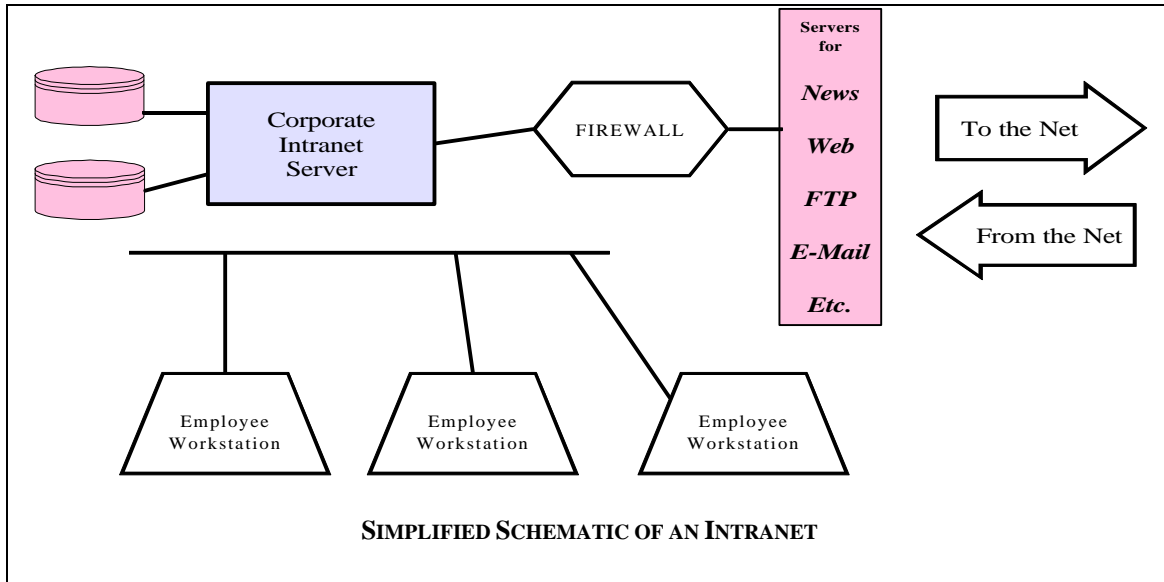 Servers
for
News
Web
FTP
E-Mail
Etc.
Corporate
Intranet
Server
FIREWALL
To the Net
From the Net
Employee
Workstation
Employee
Workstation
Employee
Workstation
SIMPLIFIED SCHEMATIC OF AN INTRANET